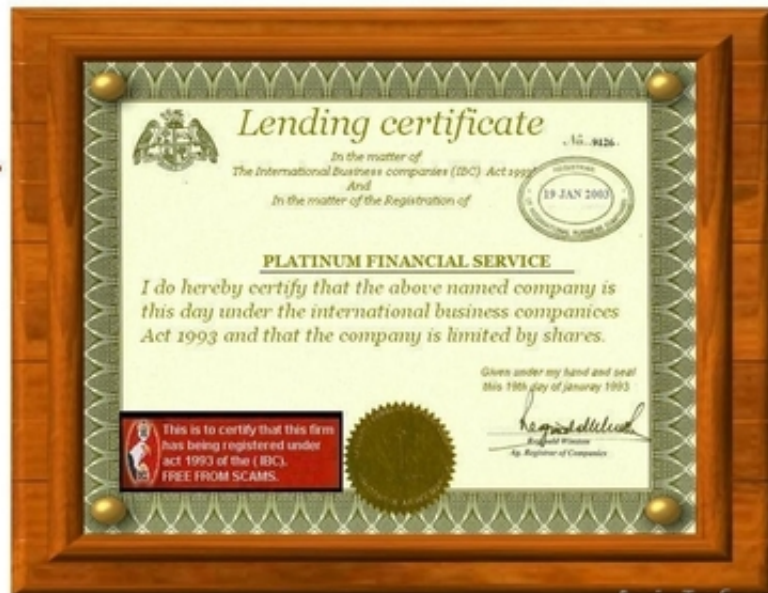 Lending certificate
No. 9126.
In the matter of
The International Business companies (IBC) Act 1993
And
In the matter of the Registration of
19 JAN 2003
PLATINUM FINANCIAL SERVICE
I do hereby certify that the above named company is
this day under the international business companices
Act 1993 and that the company is limited by shares.
Given under my hand and seal
this 19th day of januray 1993
Reginald Winston
Ag. Registrar of Companies
This is to certify that this firm
has being registered under
act 1993 of the ( IBC).
FREE FROM SCAMS.